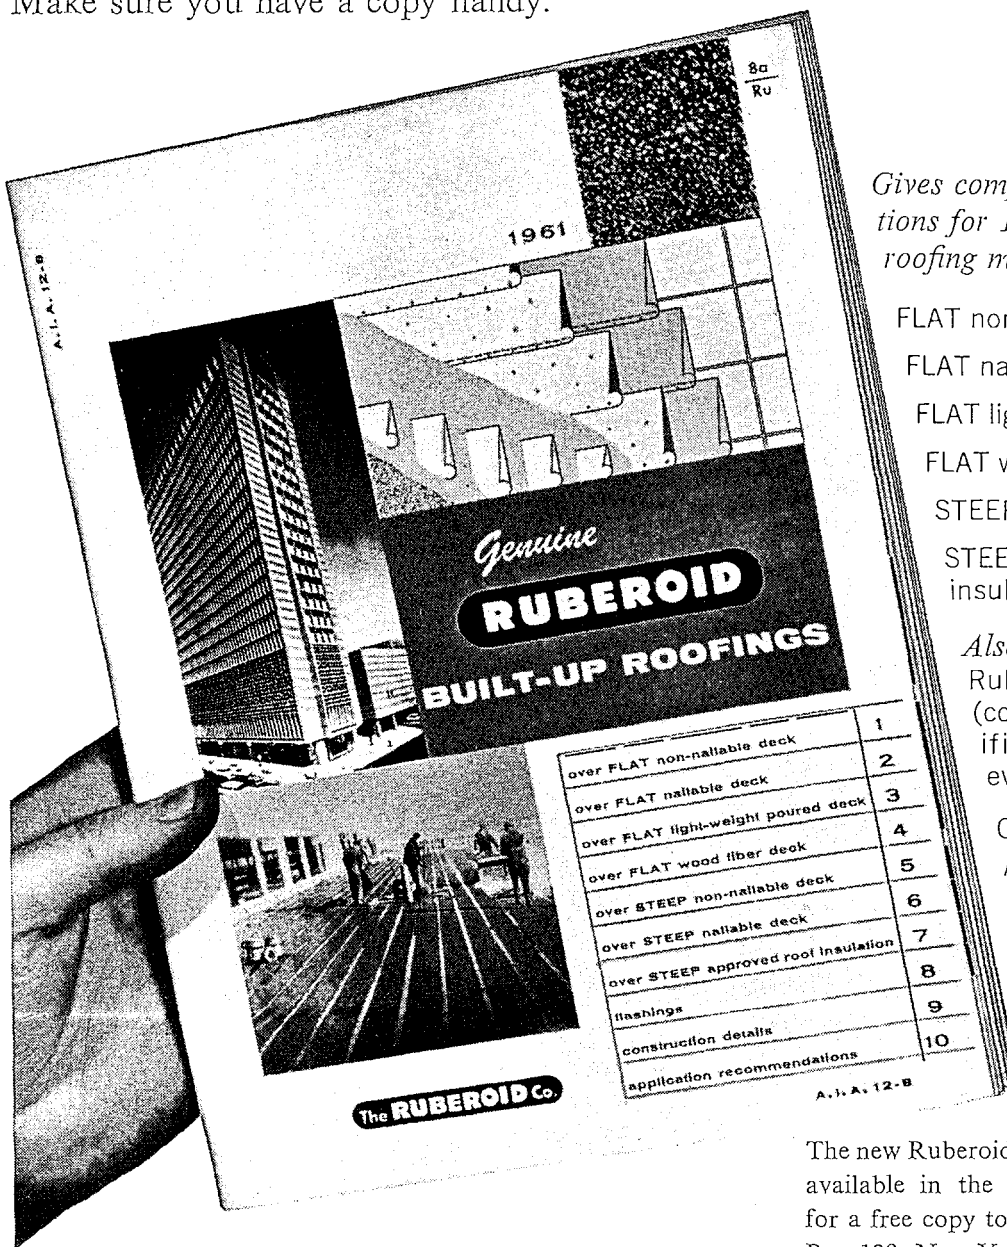 Make sure you have a copy handy.
8a
Ru
A.I.A. 12-B
1961
Genuine
RUBEROID
BUILT-UP ROOFINGS
over FLAT non-nailable deck 1
over FLAT nailable deck 2
over FLAT light-weight poured deck 3
over FLAT wood fiber deck 4
over STEEP non-nailable deck 5
over STEEP nailable deck 6
over STEEP approved roof insulation 7
flashings 8
construction details 9
application recommendations 10
A.I.A. 12-B
The RUBEROID Co.
Gives com
tions for
roofing m
FLAT nor
FLAT na
FLAT lig
FLAT
STEEP
STEE
insul
Als
Rul
(co
ifi
ev
The new Ruberoid
available in the
for a free copy to